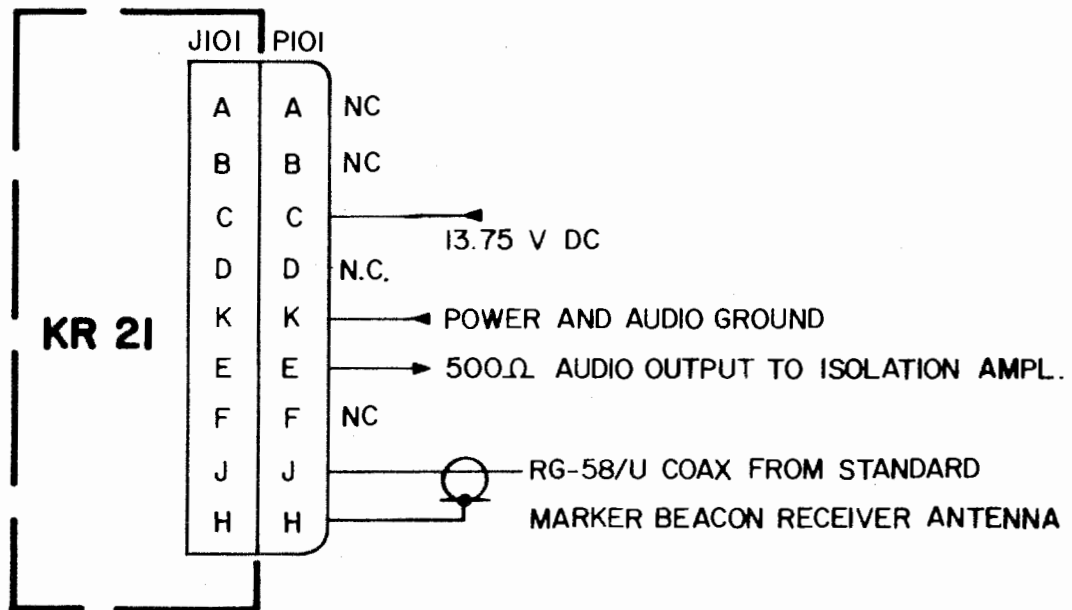 J101 P101
A A NC
B B NC
C C
13.75 V DC
D D N.C.
K K POWER AND AUDIO GROUND
KR 21
E E 500Ω AUDIO OUTPUT TO ISOLATION AMPL.
F F NC
J J RG-58/U COAX FROM STANDARD
H H MARKER BEACON RECEIVER ANTENNA